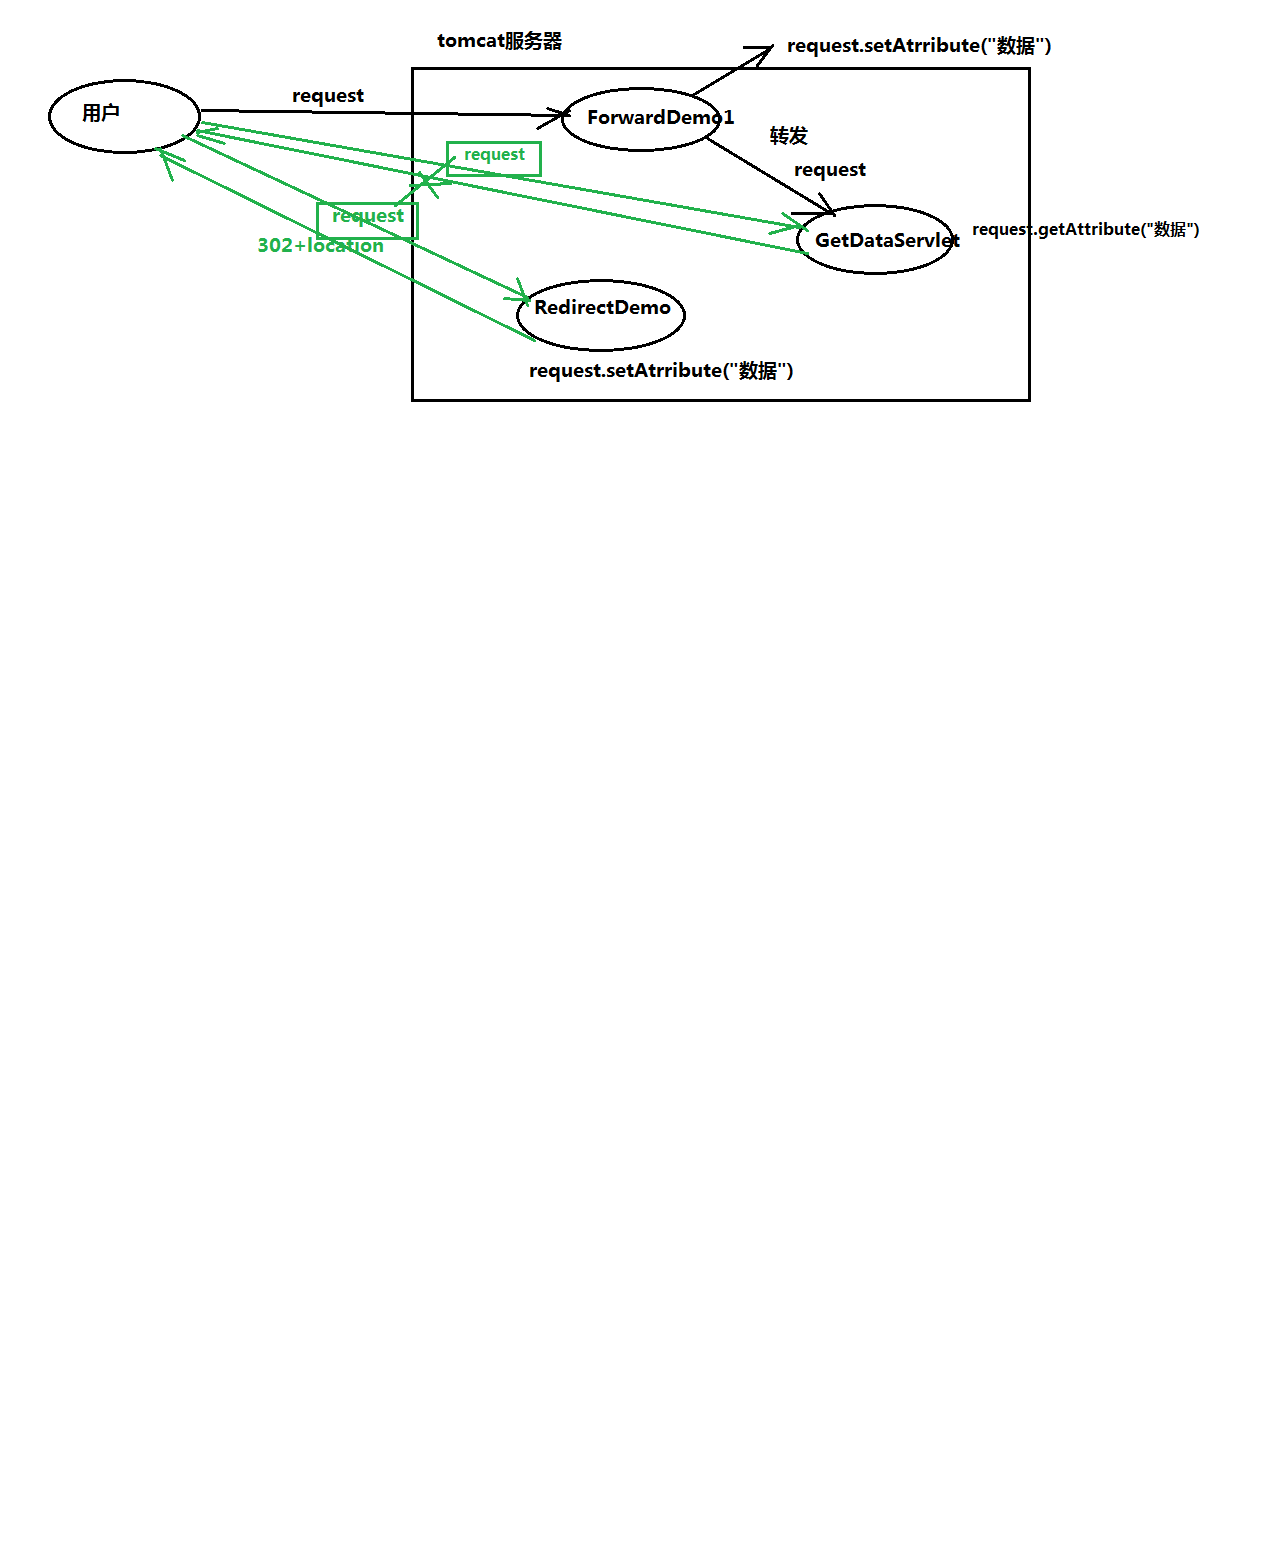 tomcat服务器
request.setAtrribute("数据")
用户
request
ForwardDemo1
转发
request
request
request
302+location
GetDataServlet
request.getAttribute("数据")
RedirectDemo
request.setAtrribute("数据")